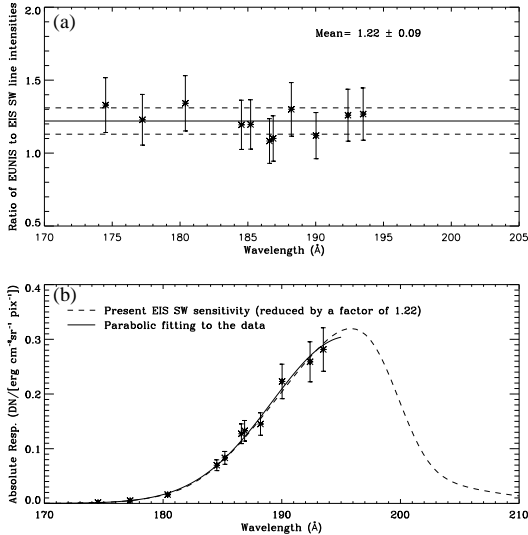 (a)
Mean= 1.22 ± 0.09
2.0
1.5
1.0
0.5
Ratio of EUNIS to EIS SW line intensities
170 175 180 185 190 195 200 205
Wavelength (Å)
(b)
Present EIS SW sensitivity (reduced by a factor of 1.22)
Parabolic fitting to the data
0.4
0.3
0.2
0.1
0.0
Absolute Resp. (DN/[erg cm⁻²sr⁻¹ pix⁻¹])
170 180 190 200 210
Wavelength (Å)